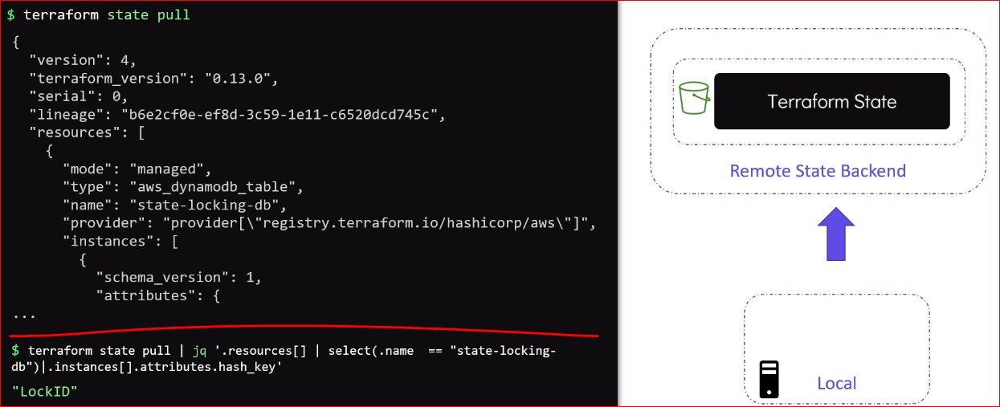 $ terraform state pull
{
  "version": 4,
  "terraform_version": "0.13.0",
  "serial": 0,
  "lineage": "b6e2cf0e-ef8d-3c59-1e11-c6520dcd745c",
  "resources": [
    {
      "mode": "managed",
      "type": "aws_dynamodb_table",
      "name": "state-locking-db",
      "provider": "provider[\"registry.terraform.io/hashicorp/aws\"]",
      "instances": [
        {
          "schema_version": 1,
          "attributes": {
...
$ terraform state pull | jq '.resources[] | select(.name  == "state-locking-
db")|.instances[].attributes.hash_key'
"LockID"
Terraform State
Remote State Backend
Local